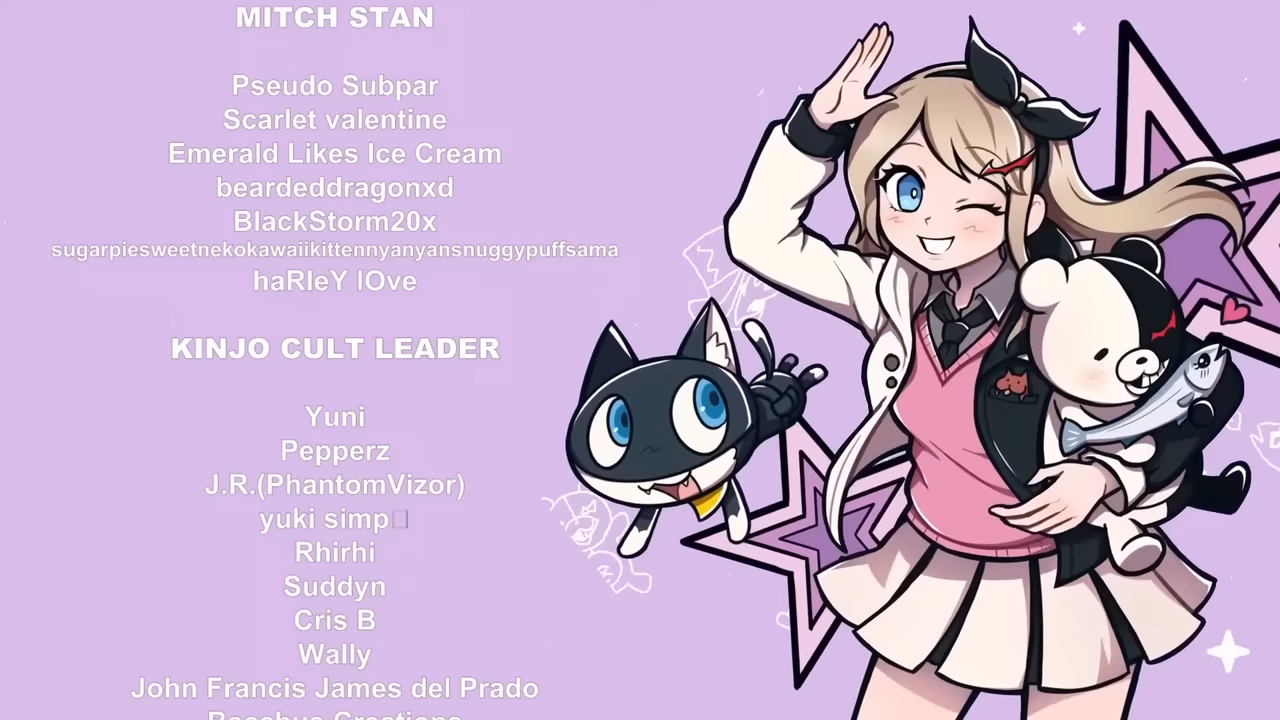 MITCH STAN
Pseudo Subpar
Scarlet valentine
Emerald Likes Ice Cream
beardeddragonxd
BlackStorm20x
sugarpiesweetnekokawaiikittennyanyansnuggypuffsama
haRleY lOve
KINJO CULT LEADER
Yuni
Pepperz
J.R.(PhantomVizor)
yuki simp
Rhirhi
Suddyn
Cris B
Wally
John Francis James del Prado